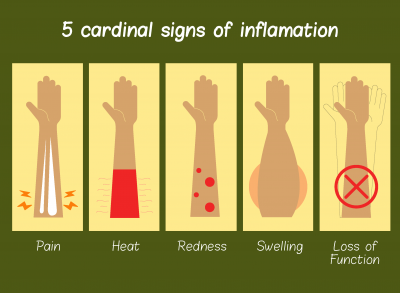 5 cardinal signs of inflamation
Pain
Heat
Redness
Swelling
Loss of
Function